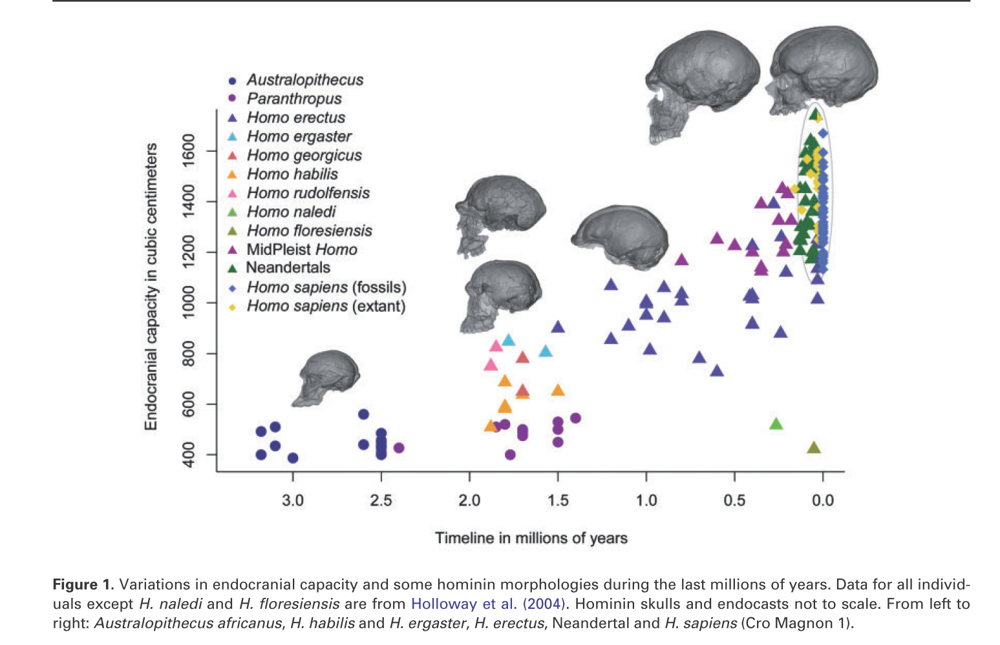 Australopithecus
Paranthropus
Homo erectus
Homo ergaster
Homo georgicus
Homo habilis
Homo rudolfensis
Homo naledi
Homo floresiensis
MidPleist Homo
Neandertals
Homo sapiens (fossils)
Homo sapiens (extant)
Endocranial capacity in cubic centimeters
1600
1400
1200
1000
800
600
400
3.0 2.5 2.0 1.5 1.0 0.5 0.0
Timeline in millions of years
Figure 1. Variations in endocranial capacity and some hominin morphologies during the last millions of years. Data for all individ-
uals except H. naledi and H. floresiensis are from Holloway et al. (2004). Hominin skulls and endocasts not to scale. From left to
right: Australopithecus africanus, H. habilis and H. ergaster, H. erectus, Neandertal and H. sapiens (Cro Magnon 1).